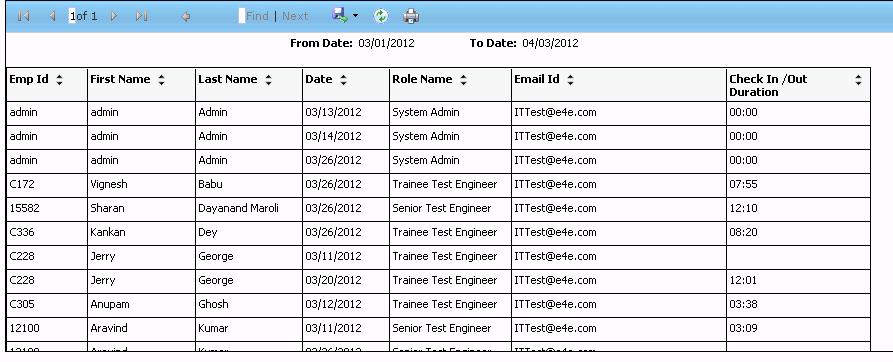 1 of 1 Find | Next
From Date: 03/01/2012 To Date: 04/03/2012
Emp Id First Name Last Name Date Role Name Email Id Check In /Out
Duration
admin admin Admin 03/13/2012 System Admin ITTest@e4e.com 00:00
admin admin Admin 03/14/2012 System Admin ITTest@e4e.com 00:00
admin admin Admin 03/26/2012 System Admin ITTest@e4e.com 00:00
C172 Vignesh Babu 03/26/2012 Trainee Test Engineer ITTest@e4e.com 07:55
15582 Sharan Dayanand Maroli 03/26/2012 Senior Test Engineer ITTest@e4e.com 12:10
C336 Kankan Dey 03/26/2012 Trainee Test Engineer ITTest@e4e.com 08:20
C228 Jerry George 03/11/2012 Trainee Test Engineer ITTest@e4e.com
C228 Jerry George 03/20/2012 Trainee Test Engineer ITTest@e4e.com 12:01
C305 Anupam Ghosh 03/12/2012 Trainee Test Engineer ITTest@e4e.com 03:38
12100 Aravind Kumar 03/11/2012 Senior Test Engineer ITTest@e4e.com 03:09